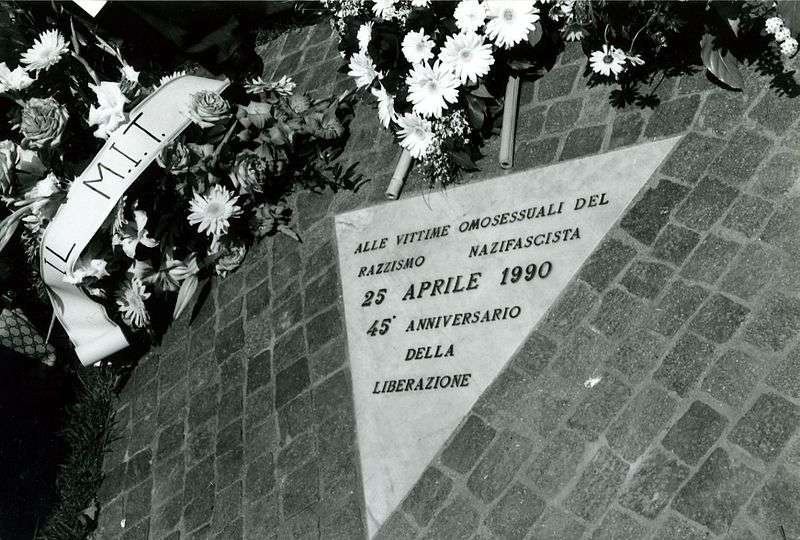 IL M.I.T.
ALLE VITTIME OMOSESSUALI DEL
RAZZISMO NAZIFASCISTA
25 APRILE 1990
45° ANNIVERSARIO
DELLA
LIBERAZIONE